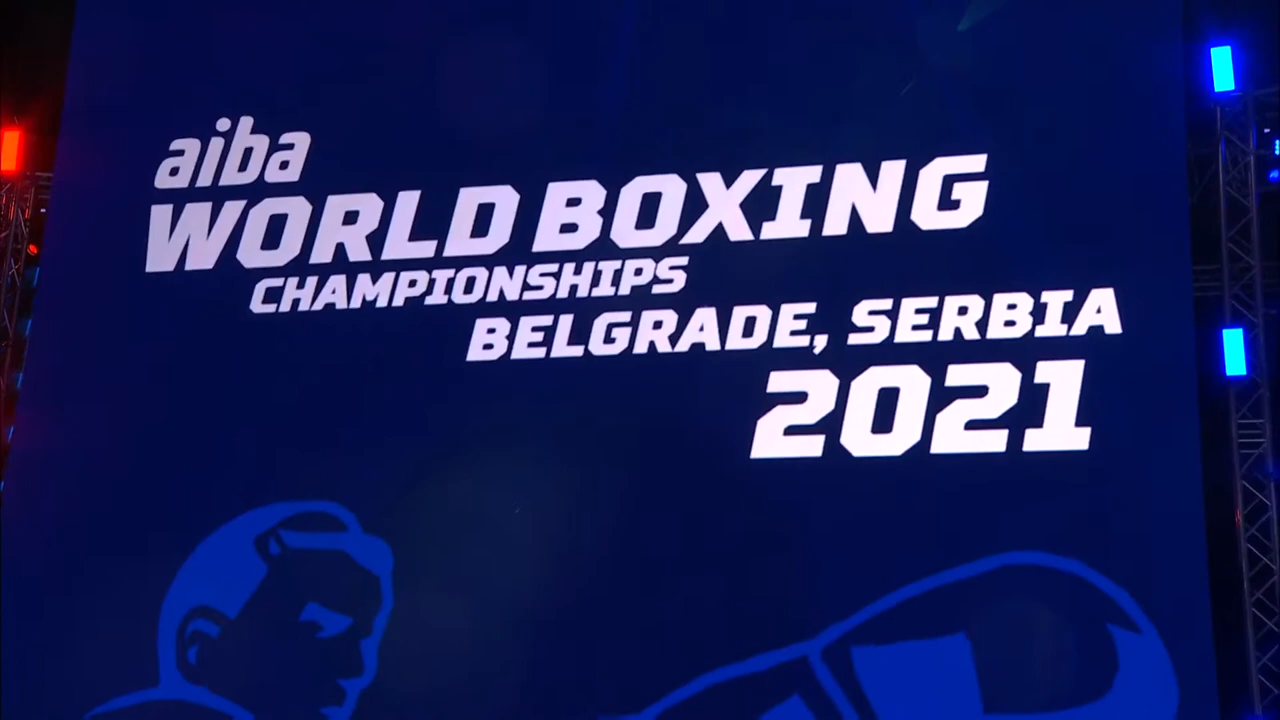 aiba
WORLD BOXING
CHAMPIONSHIPS
BELGRADE, SERBIA
2021